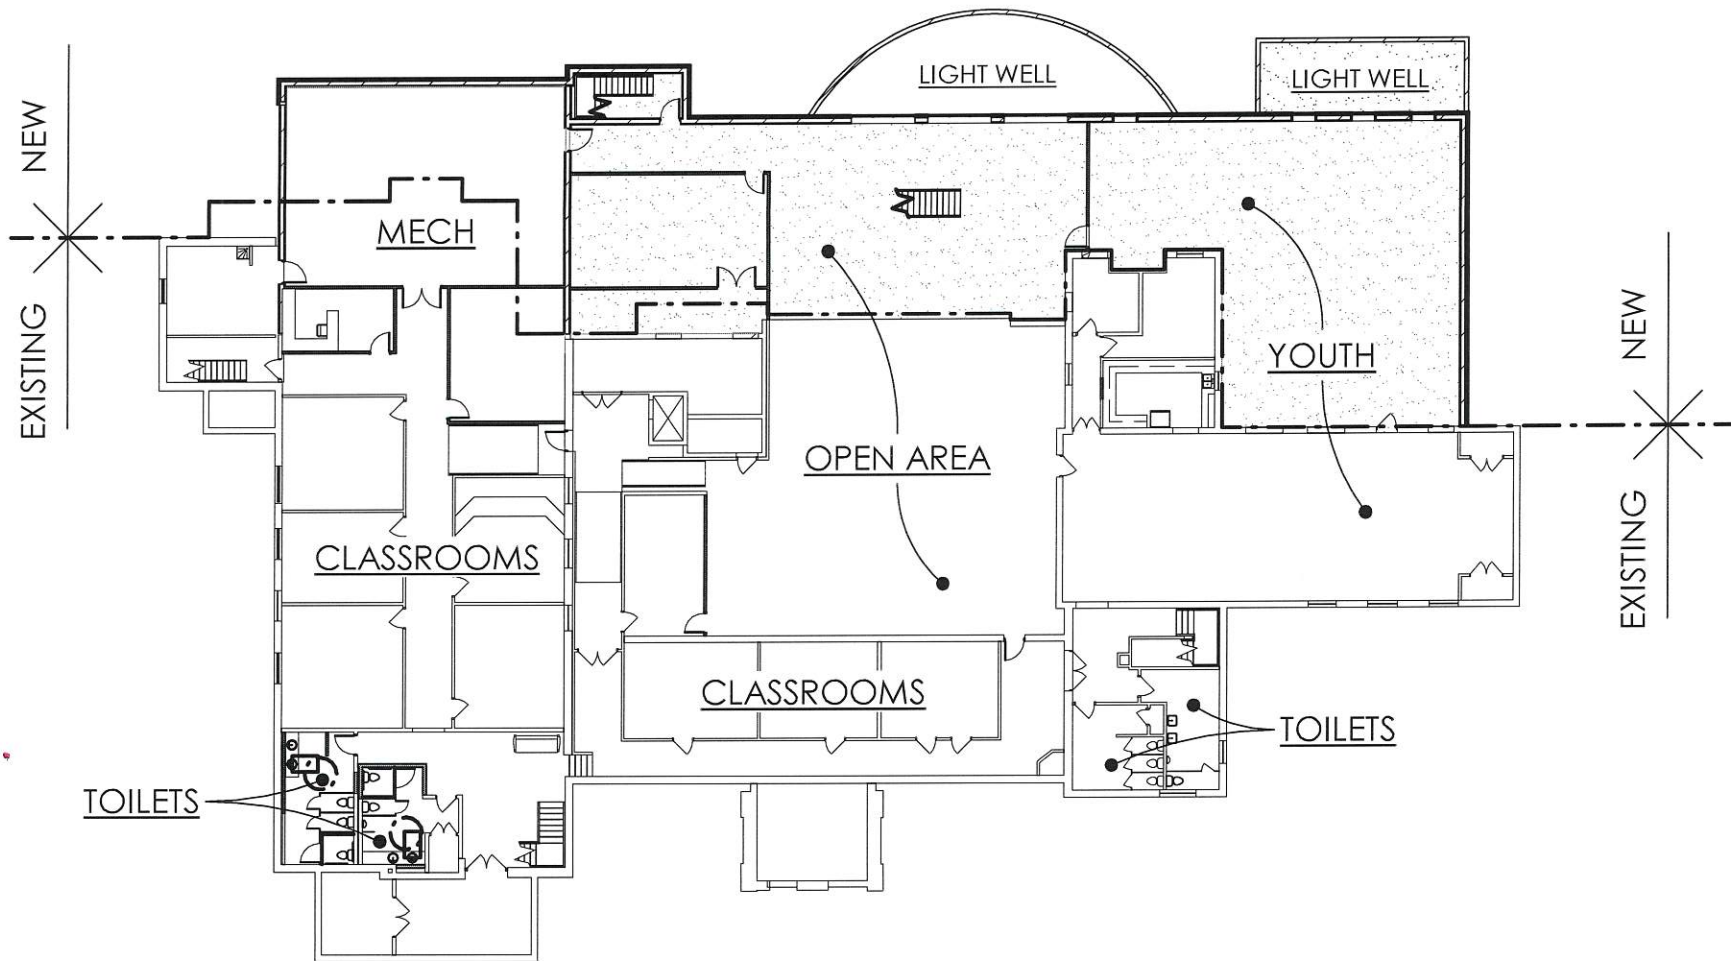 LIGHT WELL
LIGHT WELL
NEW
EXISTING
MECH
NEW
EXISTING
YOUTH
OPEN AREA
CLASSROOMS
CLASSROOMS
TOILETS
TOILETS